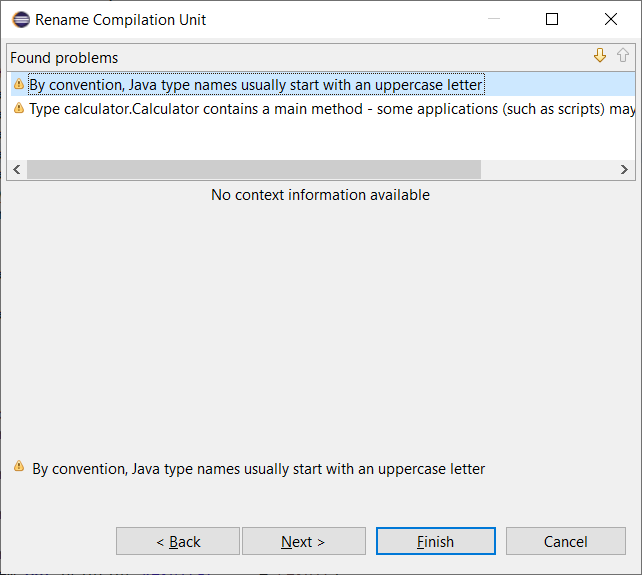 Rename Compilation Unit
Found problems
By convention, Java type names usually start with an uppercase letter
Type calculator.Calculator contains a main method - some applications (such as scripts) may
No context information available
By convention, Java type names usually start with an uppercase letter
< Back
Next >
Finish
Cancel